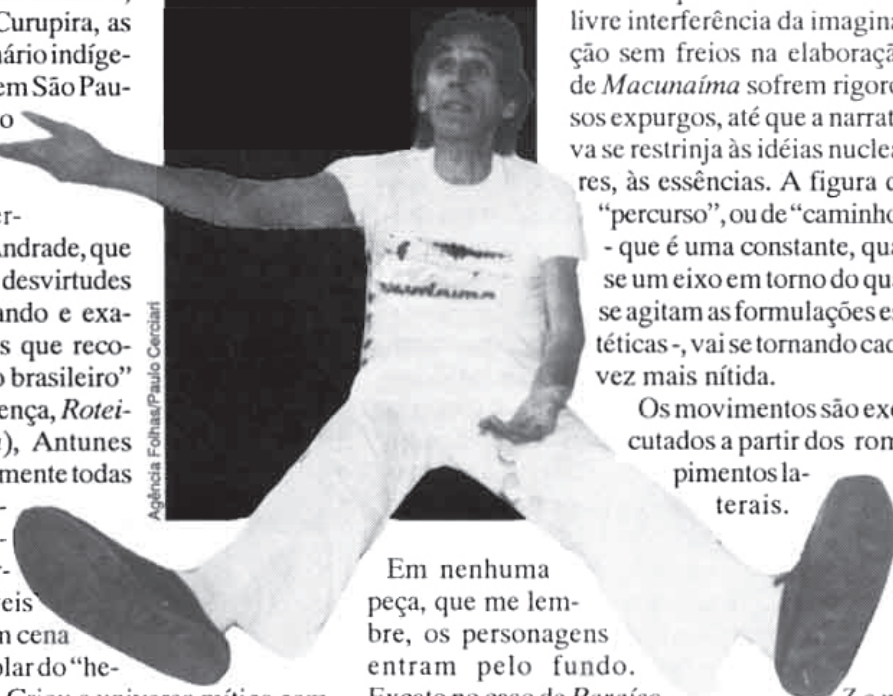 Curupira, as
ário indíge-
em São Pau-
o
er-
Andrade, que
desvirtudes
ando e exa-
s que reco-
o brasileiro"
ença, Rotei-
), Antunes
mente todas
-
-
r-
eis
m cena
olar do "he-
Agência Folhas/Paulo Cerciari
Em nenhuma
peça, que me lem-
bre, os personagens
entram pelo fundo.
livre interferência da imagina
ção sem freios na elaboraçã
de Macunaíma sofrem rigoro
sos expurgos, até que a narrat
va se restrinja às idéias nuclea
res, às essências. A figura d
"percurso", ou de "caminho
- que é uma constante, qua
se um eixo em torno do qua
se agitam as formulações es
téticas -, vai se tornando cad
vez mais nítida.
Os movimentos são exe
cutados a partir dos rom
pimentos la-
terais.